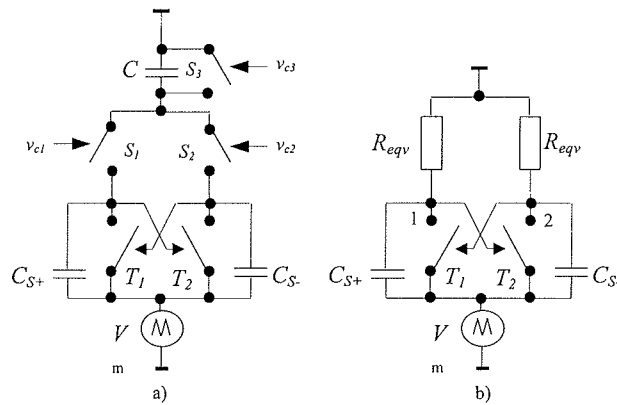 C
S3
vc3
vc1
S1
S2
vc2
Reqv
Reqv
1
2
CS+
T1
T2
CS-
CS+
T1
T2
CS-
V
m
V
m
a)
b)